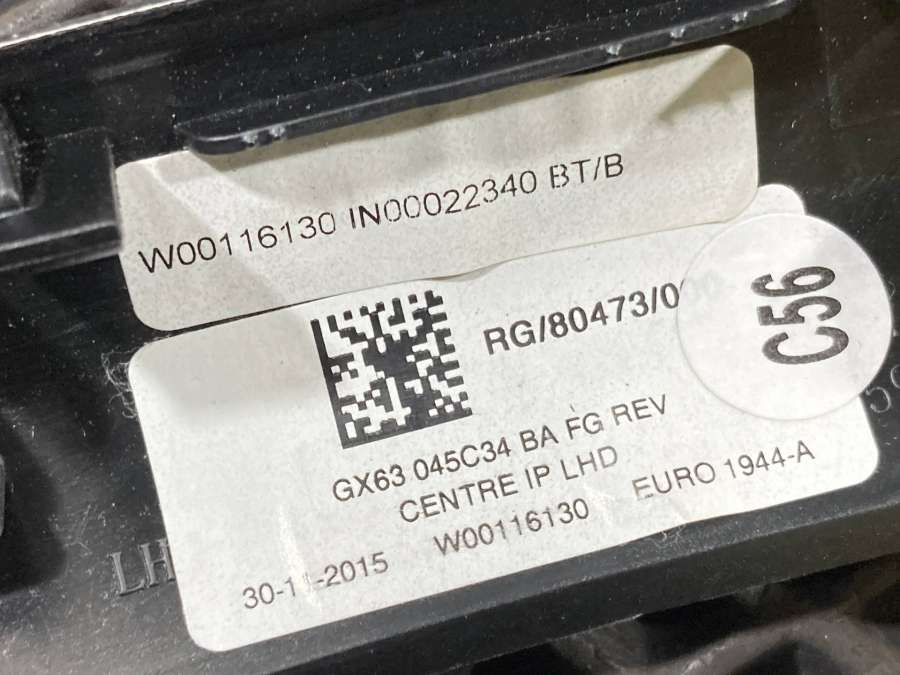 W00116130 IN00022340 BT/B
RG/80473/0
C56
GX63 045C34 BA FG REV
CENTRE IP LHD
30-11-2015 W00116130 EURO 1944-A
LH